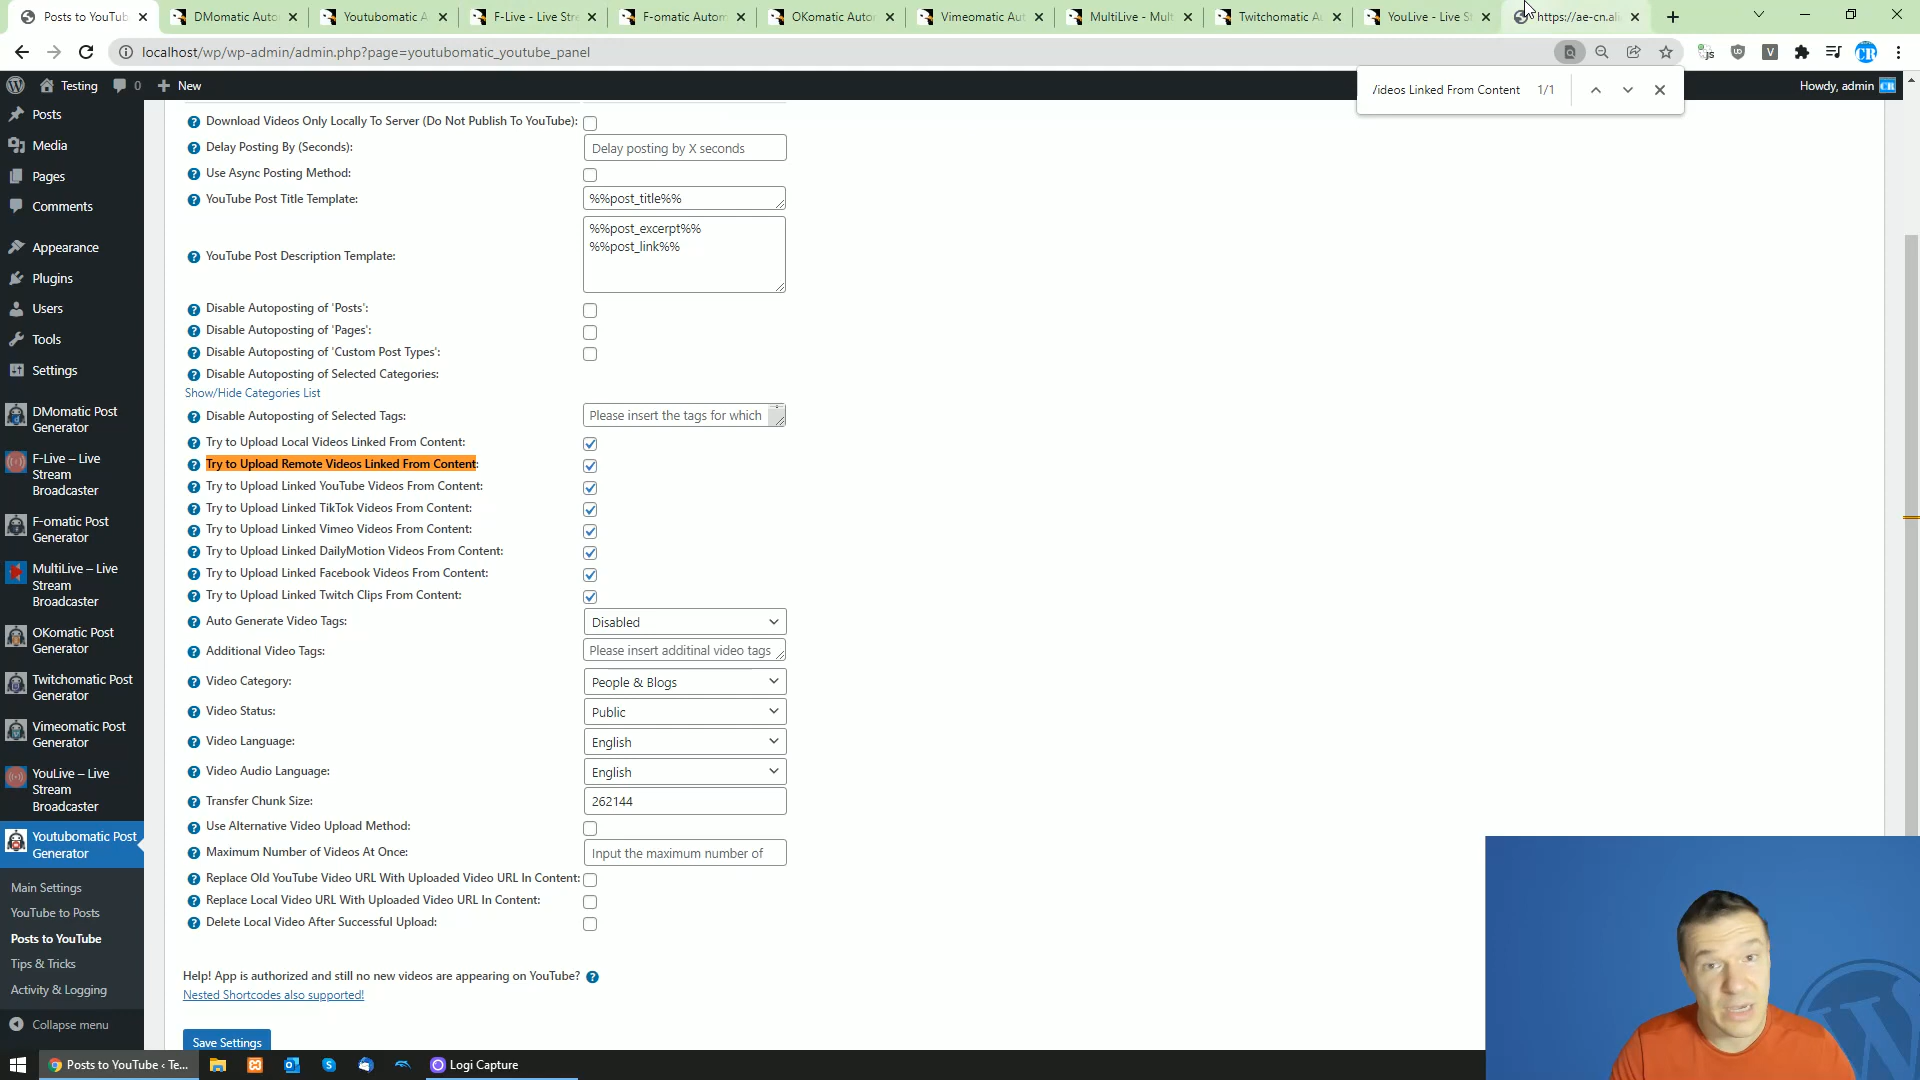 Posts to YouTub
DMomatic Auto
Youtubomatic A
F-Live - Live Stre
F-omatic Autom
OKomatic Autor
Vimeomatic Aut
MultiLive - Mult
Twitchomatic Au
YouLive - Live St
https://ae-cn.ali
localhost/wp/wp-admin/admin.php?page=youtubomatic_youtube_panel
Testing
0
New
Videos Linked From Content 1/1
Howdy, admin
Posts
Media
Pages
Comments
Appearance
Plugins
Users
Tools
Settings
DMomatic Post
Generator
F-Live – Live
Stream
Broadcaster
F-omatic Post
Generator
MultiLive – Live
Stream
Broadcaster
OKomatic Post
Generator
Twitchomatic Post
Generator
Vimeomatic Post
Generator
YouLive – Live
Stream
Broadcaster
Youtubomatic Post
Generator
Main Settings
YouTube to Posts
Posts to YouTube
Tips & Tricks
Activity & Logging
Collapse menu
Download Videos Only Locally To Server (Do Not Publish To YouTube):
Delay Posting By (Seconds): Delay posting by X seconds
Use Async Posting Method:
YouTube Post Title Template: %%post_title%%
YouTube Post Description Template: %%post_excerpt%%
%%post_link%%
Disable Autoposting of 'Posts':
Disable Autoposting of 'Pages':
Disable Autoposting of 'Custom Post Types':
Disable Autoposting of Selected Categories:
Show/Hide Categories List
Disable Autoposting of Selected Tags: Please insert the tags for which
Try to Upload Local Videos Linked From Content:
Try to Upload Remote Videos Linked From Content:
Try to Upload Linked YouTube Videos From Content:
Try to Upload Linked TikTok Videos From Content:
Try to Upload Linked Vimeo Videos From Content:
Try to Upload Linked DailyMotion Videos From Content:
Try to Upload Linked Facebook Videos From Content:
Try to Upload Linked Twitch Clips From Content:
Auto Generate Video Tags: Disabled
Additional Video Tags: Please insert additinal video tags
Video Category: People & Blogs
Video Status: Public
Video Language: English
Video Audio Language: English
Transfer Chunk Size: 262144
Use Alternative Video Upload Method:
Maximum Number of Videos At Once: Input the maximum number of
Replace Old YouTube Video URL With Uploaded Video URL In Content:
Replace Local Video URL With Uploaded Video URL In Content:
Delete Local Video After Successful Upload:
Help! App is authorized and still no new videos are appearing on YouTube?
Nested Shortcodes also supported!
Save Settings
Posts to YouTube ‹ Te...
Logi Capture